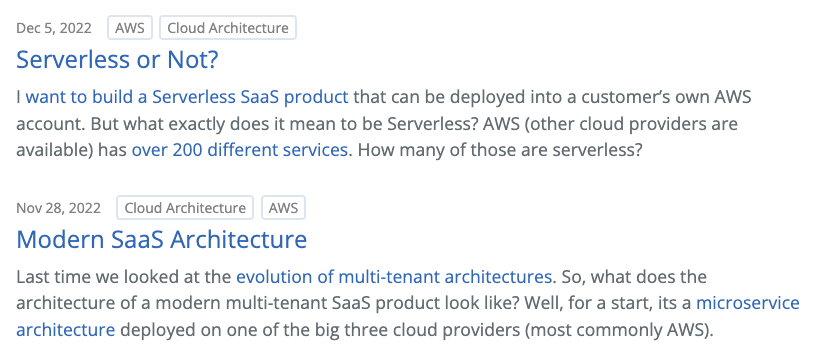 Dec 5, 2022 AWS Cloud Architecture
Serverless or Not?
I want to build a Serverless SaaS product that can be deployed into a customer’s own AWS
account. But what exactly does it mean to be Serverless? AWS (other cloud providers are
available) has over 200 different services. How many of those are serverless?
Nov 28, 2022 Cloud Architecture AWS
Modern SaaS Architecture
Last time we looked at the evolution of multi-tenant architectures. So, what does the
architecture of a modern multi-tenant SaaS product look like? Well, for a start, its a microservice
architecture deployed on one of the big three cloud providers (most commonly AWS).